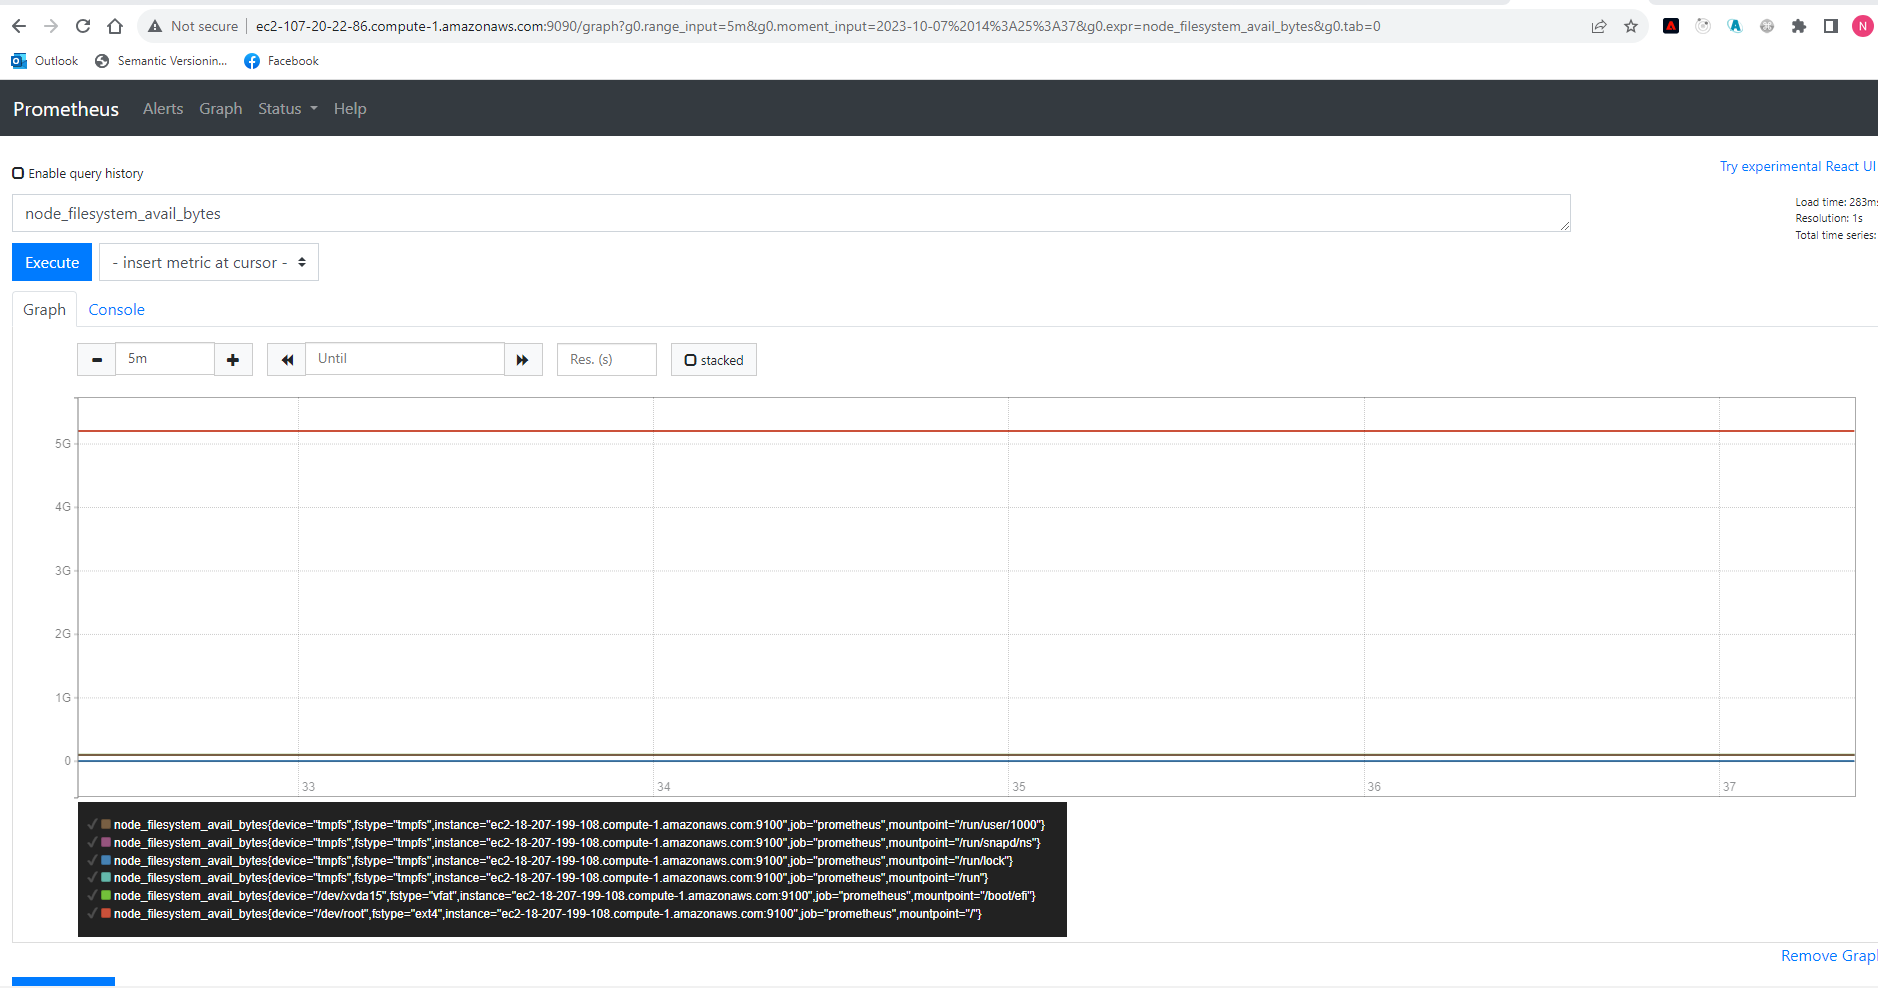 Not secure | ec2-107-20-22-86.compute-1.amazonaws.com:9090/graph?g0.range_input=5m&g0.moment_input=2023-10-07%2014%3A25%3A37&g0.expr=node_filesystem_avail_bytes&g0.tab=0
N
Outlook Semantic Versionin... Facebook
Prometheus Alerts Graph Status Help
Try experimental React UI
Enable query history
node_filesystem_avail_bytes
Load time: 283ms
Resolution: 1s
Total time series:
Execute - insert metric at cursor -
Graph Console
5m Until Res. (s) stacked
5G
4G
3G
2G
1G
0
33 34 35 36 37
node_filesystem_avail_bytes{device="tmpfs",fstype="tmpfs",instance="ec2-18-207-199-108.compute-1.amazonaws.com:9100",job="prometheus",mountpoint="/run/user/1000"}
node_filesystem_avail_bytes{device="tmpfs",fstype="tmpfs",instance="ec2-18-207-199-108.compute-1.amazonaws.com:9100",job="prometheus",mountpoint="/run/snapd/ns"}
node_filesystem_avail_bytes{device="tmpfs",fstype="tmpfs",instance="ec2-18-207-199-108.compute-1.amazonaws.com:9100",job="prometheus",mountpoint="/run/lock"}
node_filesystem_avail_bytes{device="tmpfs",fstype="tmpfs",instance="ec2-18-207-199-108.compute-1.amazonaws.com:9100",job="prometheus",mountpoint="/run"}
node_filesystem_avail_bytes{device="/dev/xvda15",fstype="vfat",instance="ec2-18-207-199-108.compute-1.amazonaws.com:9100",job="prometheus",mountpoint="/boot/efi"}
node_filesystem_avail_bytes{device="/dev/root",fstype="ext4",instance="ec2-18-207-199-108.compute-1.amazonaws.com:9100",job="prometheus",mountpoint="/"}
Remove Grap